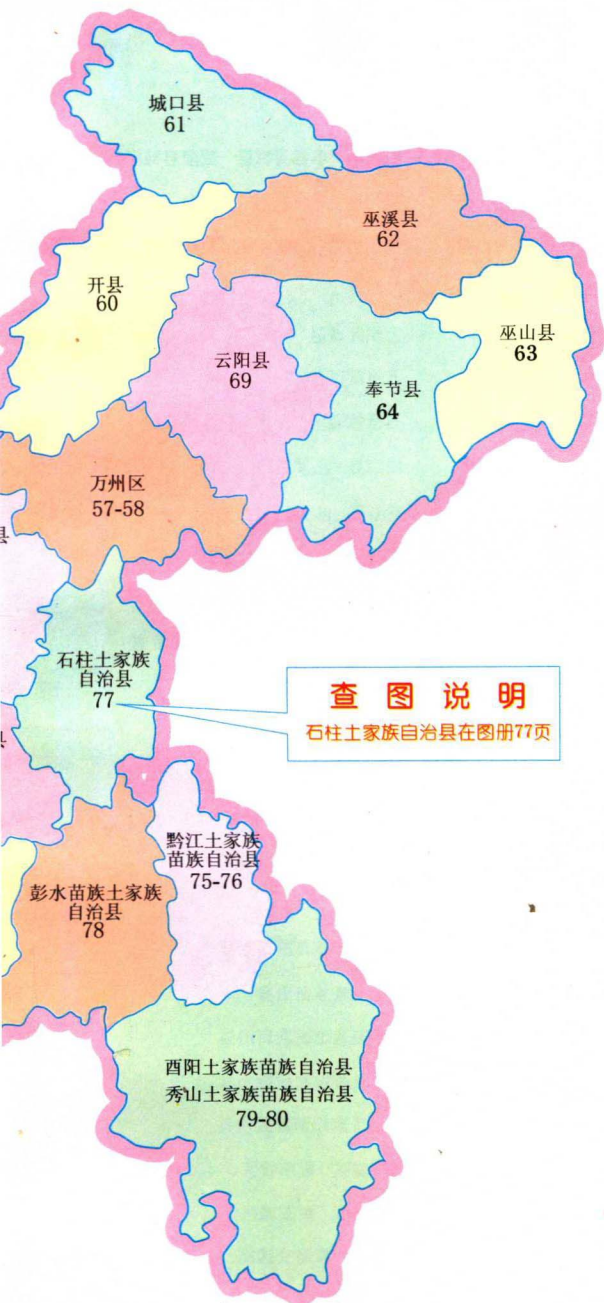 城口县
61
巫溪县
62
开县
60
巫山县
63
云阳县
69
奉节县
64
万州区
57-58
县
石柱土家族
自治县
77
查图说明
石柱土家族自治县在图册77页
县
黔江土家族
苗族自治县
75-76
彭水苗族土家族
自治县
78
酉阳土家族苗族自治县
秀山土家族苗族自治县
79-80